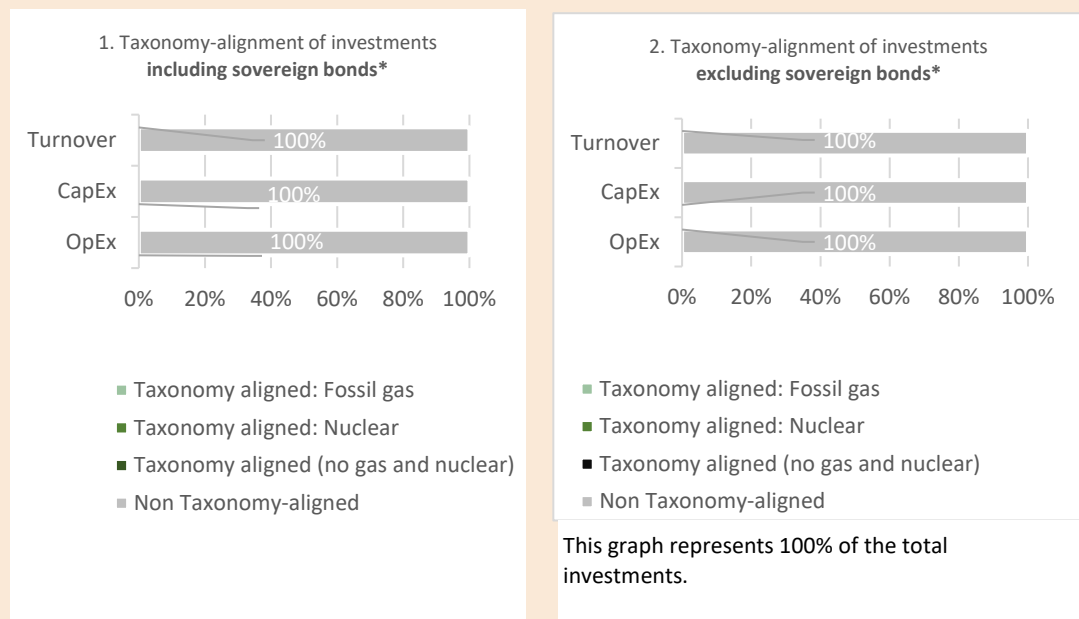 1. Taxonomy-alignment of investments
including sovereign bonds*
Turnover
100%
CapEx
100%
OpEx
100%
0% 20% 40% 60% 80% 100%
Taxonomy aligned: Fossil gas
Taxonomy aligned: Nuclear
Taxonomy aligned (no gas and nuclear)
Non Taxonomy-aligned
2. Taxonomy-alignment of investments
excluding sovereign bonds*
Turnover
100%
CapEx
100%
OpEx
100%
0% 20% 40% 60% 80% 100%
Taxonomy aligned: Fossil gas
Taxonomy aligned: Nuclear
Taxonomy aligned (no gas and nuclear)
Non Taxonomy-aligned
This graph represents 100% of the total
investments.